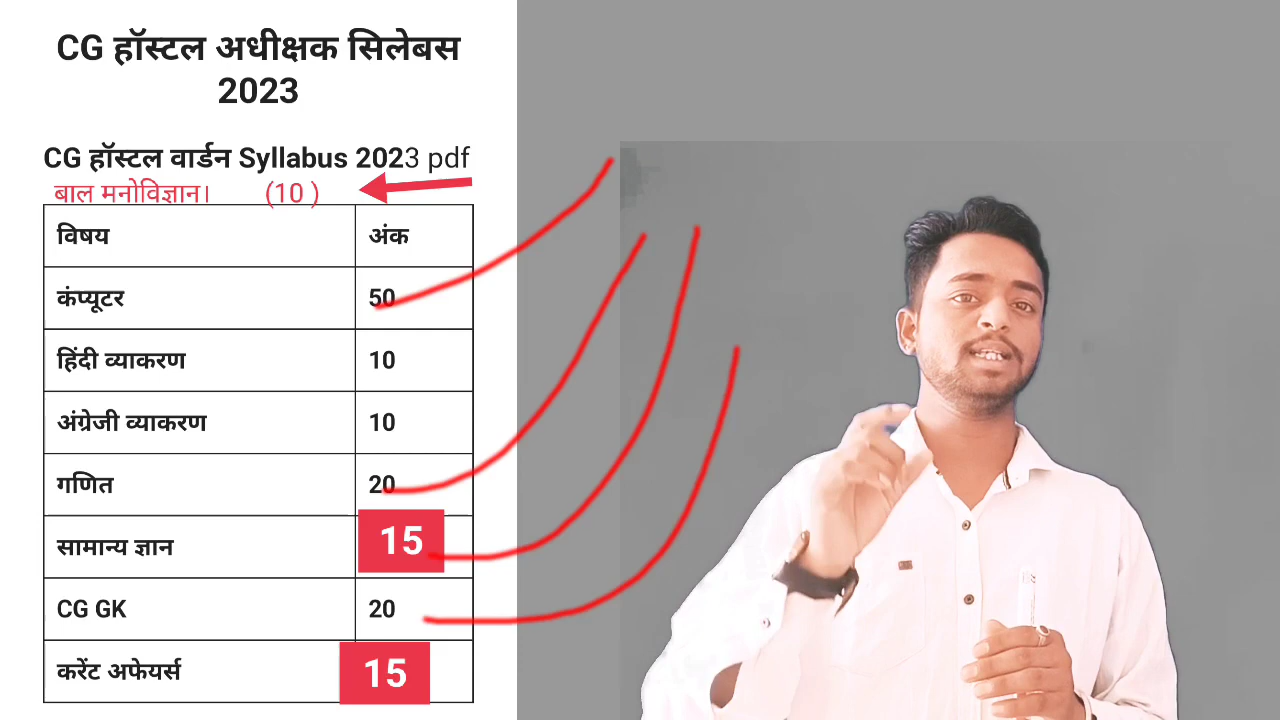 CG हॉस्टल अधीक्षक सिलेबस
2023
CG हॉस्टल वार्डन Syllabus 2023 pdf
बाल मनोविज्ञान। (10 )
विषय अंक
कंप्यूटर 50
हिंदी व्याकरण 10
अंग्रेजी व्याकरण 10
गणित 20
सामान्य ज्ञान 15
CG GK 20
करेंट अफेयर्स 15